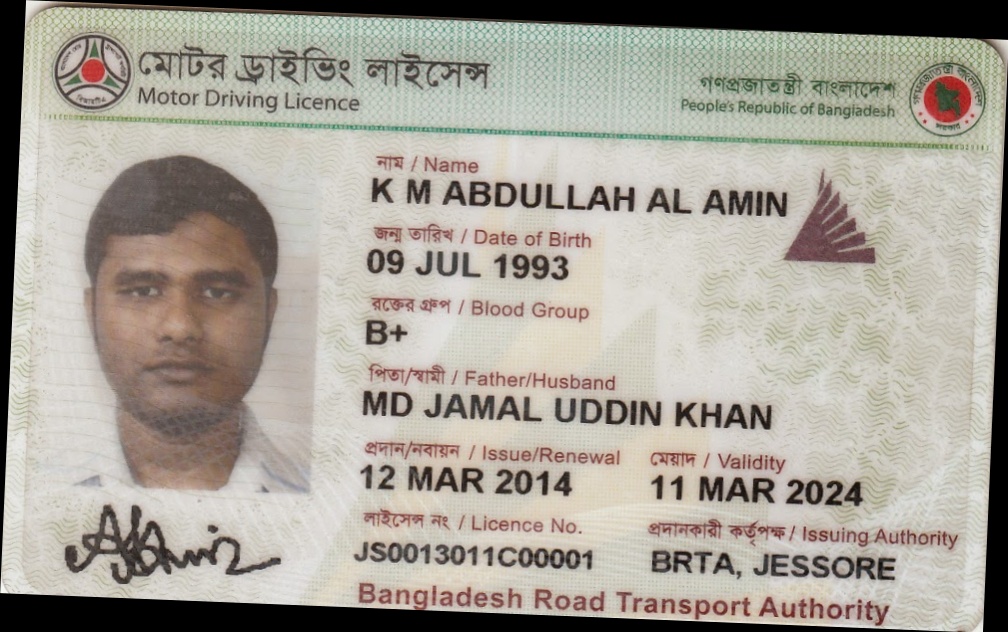 মোটর ড্রাইভিং লাইসেন্স
Motor Driving Licence
গণপ্রজাতন্ত্রী বাংলাদেশ
People's Republic of Bangladesh
নাম / Name
K M ABDULLAH AL AMIN
জন্ম তারিখ / Date of Birth
09 JUL 1993
রক্তের গ্রুপ / Blood Group
B+
পিতা/স্বামী / Father/Husband
MD JAMAL UDDIN KHAN
প্রদান/নবায়ন / Issue/Renewal
12 MAR 2014
মেয়াদ / Validity
11 MAR 2024
লাইসেন্স নং / Licence No.
JS0013011C00001
প্রদানকারী কর্তৃপক্ষ / Issuing Authority
BRTA, JESSORE
Bangladesh Road Transport Authority